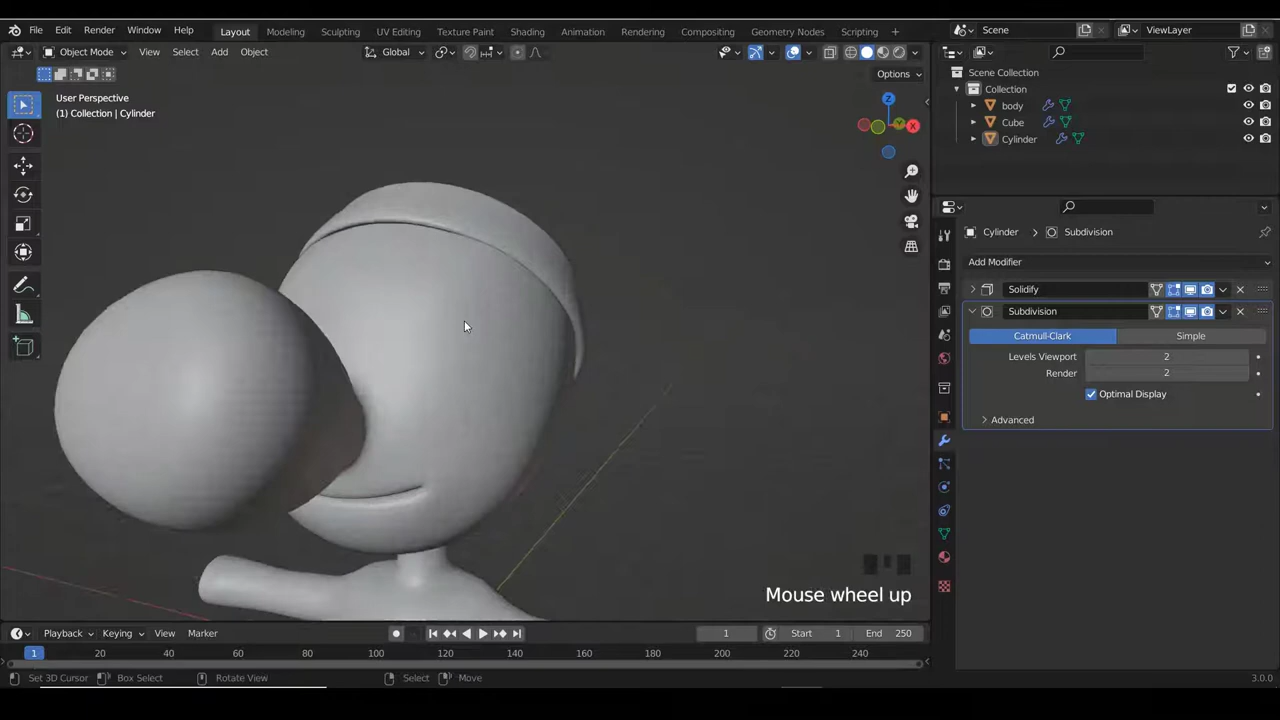 File Edit Render Window Help Layout Modeling Sculpting UV Editing Texture Paint Shading Animation Rendering Compositing Geometry Nodes Scripting + Scene ViewLayer
Object Mode View Select Add Object Global
Options
User Perspective
(1) Collection | Cylinder
Z
Y
X
Scene Collection
Collection
body
Cube
Cylinder
Cylinder > Subdivision
Add Modifier
Solidify
Subdivision
Catmull-Clark Simple
Levels Viewport 2
Render 2
Optimal Display
Advanced
Mouse wheel up
Playback Keying View Marker 1 Start 1 End 250
1 20 40 60 80 100 120 140 160 180 200 220 240
Set 3D Cursor Box Select Rotate View Select Move 3.0.0